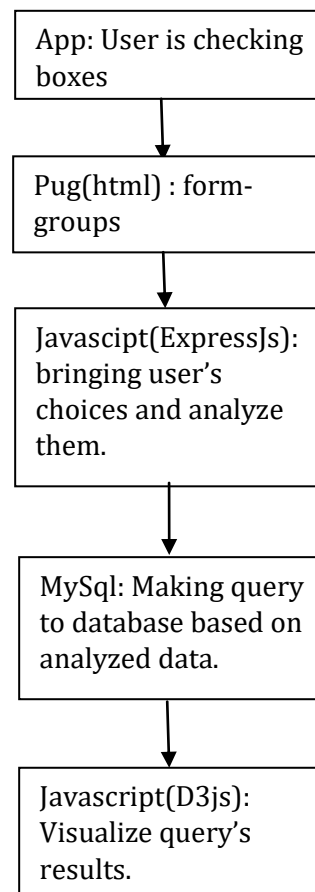 App: User is checking
boxes
Pug(html) : form-
groups
Javascipt(ExpressJs):
bringing user’s
choices and analyze
them.
MySql: Making query
to database based on
analyzed data.
Javascript(D3js):
Visualize query’s
results.